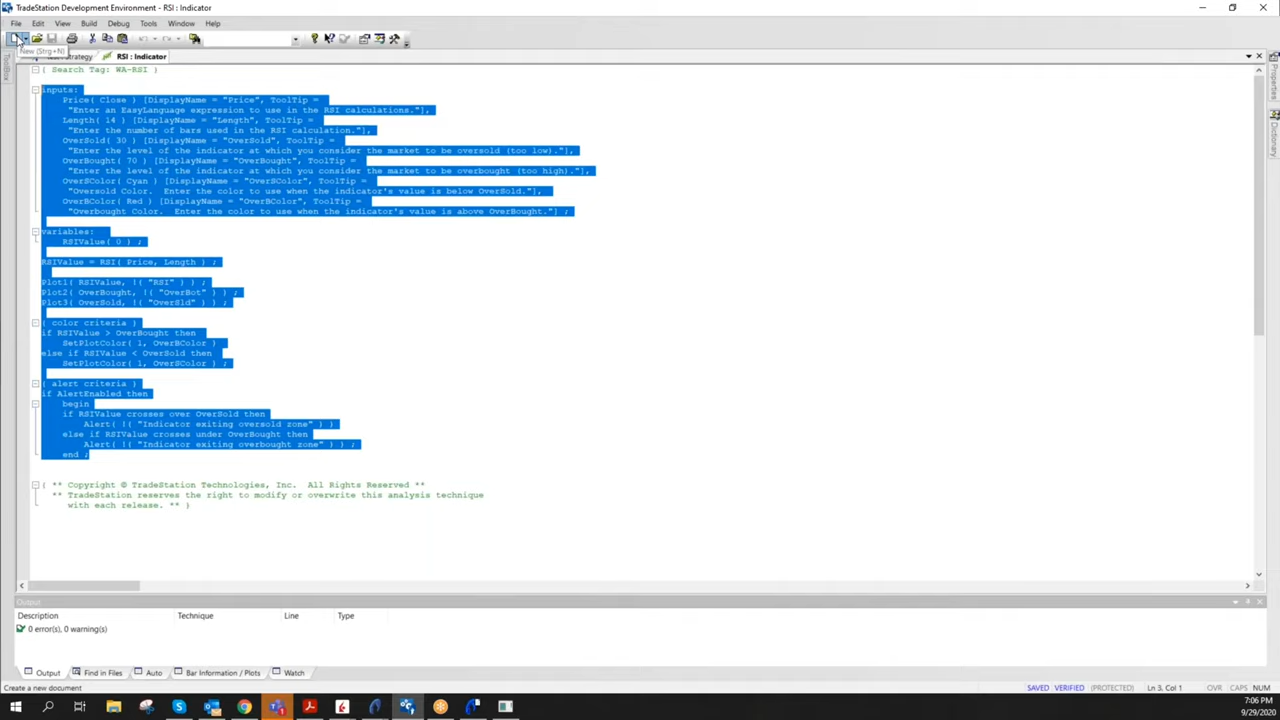 TradeStation Development Environment - RSI : Indicator
File Edit View Build Debug Tools Window Help
New (Strg+N)
Strategy RSI : Indicator
{ Search Tag: WA-RSI }
inputs:
Price( Close ) [DisplayName = "Price", ToolTip =
"Enter an EasyLanguage expression to use in the RSI calculations."],
Length( 14 ) [DisplayName = "Length", ToolTip =
"Enter the number of bars used in the RSI calculation."],
OverSold( 30 ) [DisplayName = "OverSold", ToolTip =
"Enter the level of the indicator at which you consider the market to be oversold (too low)."],
OverBought( 70 ) [DisplayName = "OverBought", ToolTip =
"Enter the level of the indicator at which you consider the market to be overbought (too high)."],
OverSColor( Cyan ) [DisplayName = "OverSColor", ToolTip =
"Oversold Color.  Enter the color to use when the indicator's value is below OverSold."],
OverBColor( Red ) [DisplayName = "OverBColor", ToolTip =
"Overbought Color.  Enter the color to use when the indicator's value is above OverBought."] ;
variables:
RSIValue( 0 ) ;
RSIValue = RSI( Price, Length ) ;
Plot1( RSIValue, !( "RSI" ) ) ;
Plot2( OverBought, !( "OverBot" ) ) ;
Plot3( OverSold, !( "OverSld" ) ) ;
{ color criteria }
if RSIValue > OverBought then
SetPlotColor( 1, OverBColor )
else if RSIValue < OverSold then
SetPlotColor( 1, OverSColor ) ;
{ alert criteria }
if AlertEnabled then
begin
if RSIValue crosses over OverSold then
Alert( !( "Indicator exiting oversold zone" ) )
else if RSIValue crosses under OverBought then
Alert( !( "Indicator exiting overbought zone" ) ) ;
end ;
{ ** Copyright © TradeStation Technologies, Inc.  All Rights Reserved **
** TradeStation reserves the right to modify or overwrite this analysis technique
with each release. ** }
ToolBox
Properties
Dictionary
Output
Description Technique Line Type
0 error(s), 0 warning(s)
Output Find in Files Auto Bar Information / Plots Watch
Create a new document SAVED VERIFIED (PROTECTED) Ln 3, Col 1 OVR CAPS NUM
7:06 PM
9/29/2020